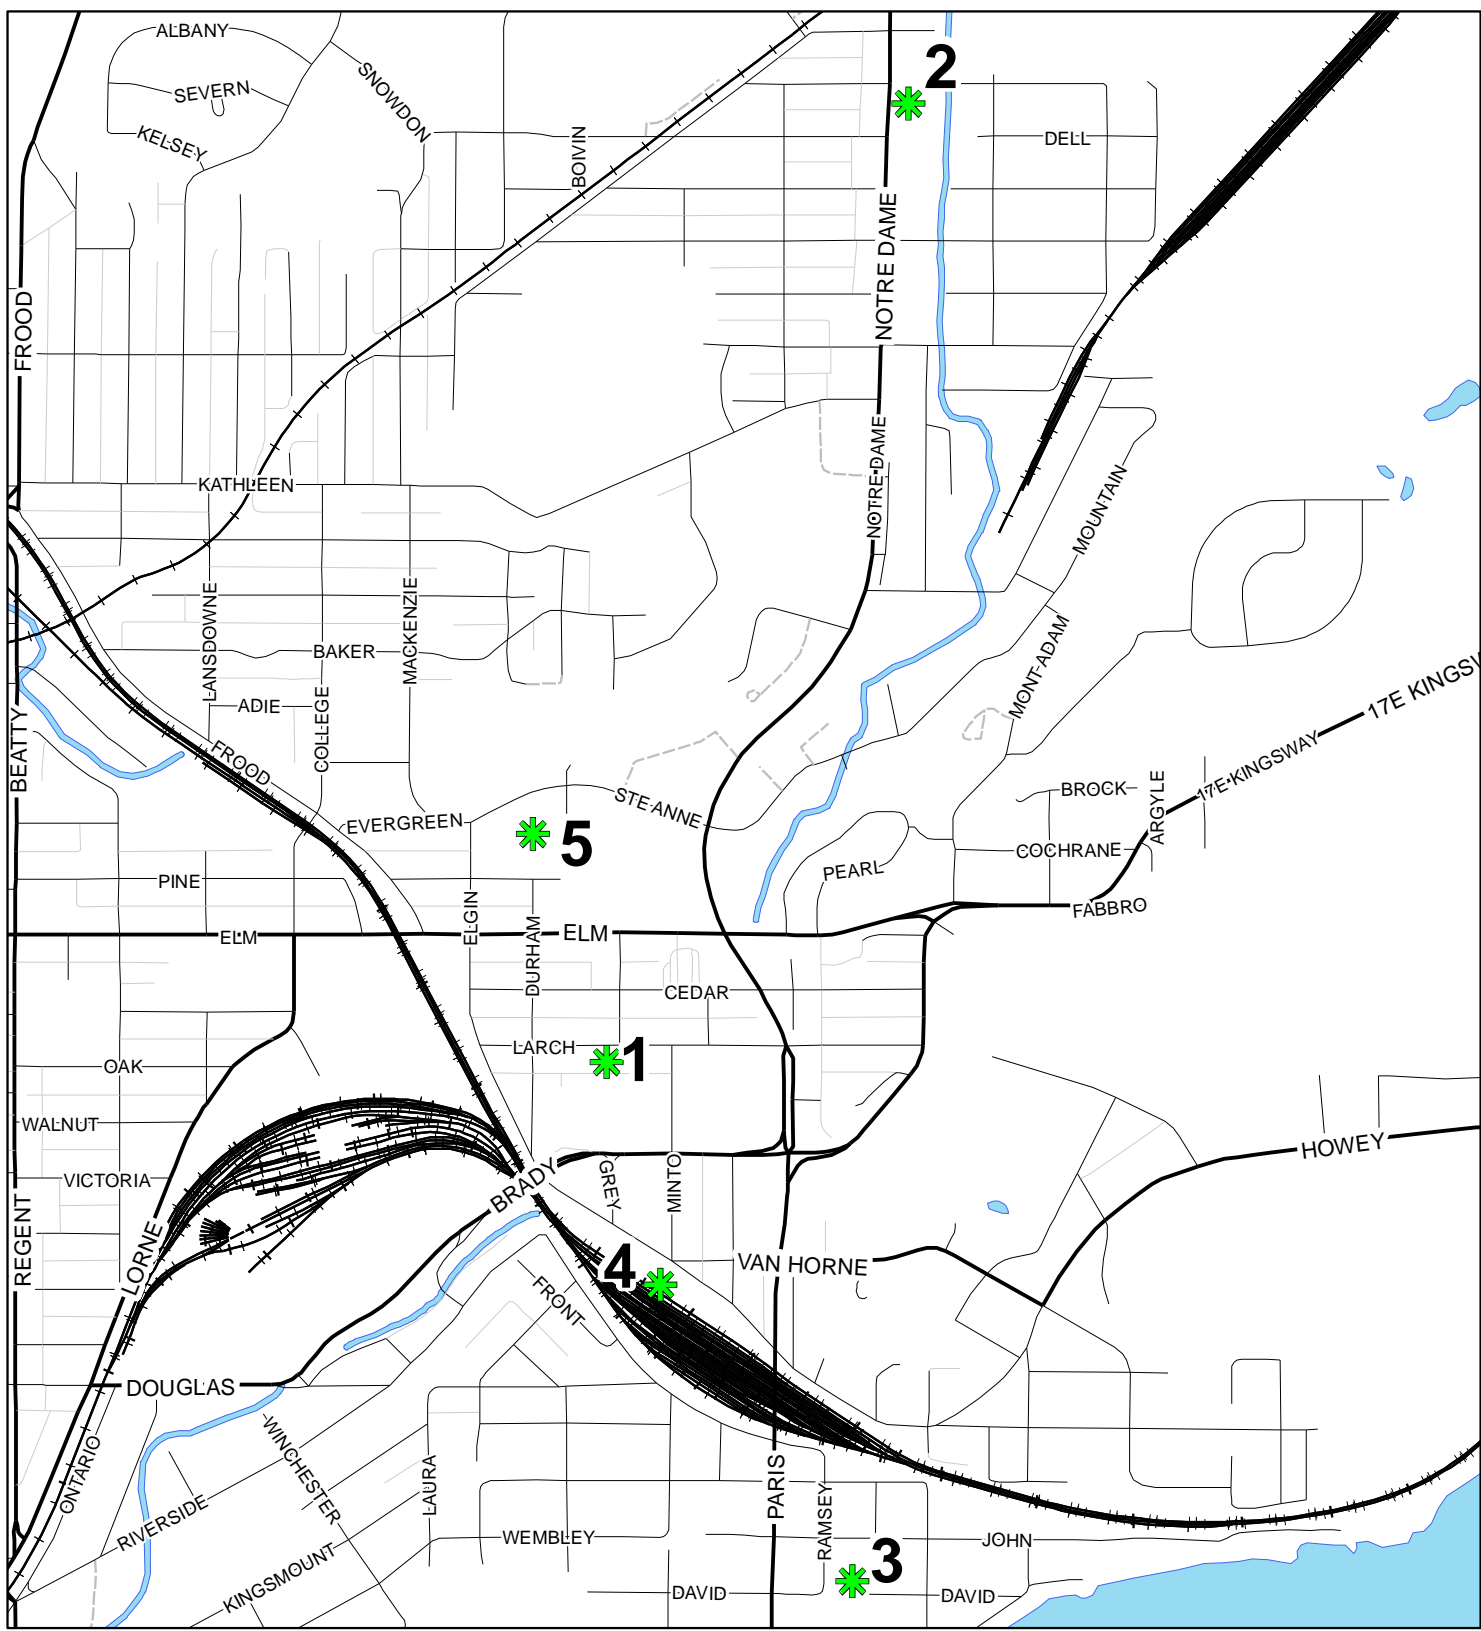 ALBANY
2
SNOWDON
SEVERN
DELL
BOIVIN
KELSEY
NOTRE DAME
FROOD
KATHLEEN
NOTRE DAME
MOUNTAIN
LANSDOWNE
MACKENZIE
BAKER
MONT-ADAM
17E KINGSW
ADIE
COLLEGE
BEATTY
FROOD
17E KINGSWAY
BROCK
ARGYLE
STE ANNE
EVERGREEN
5
COCHRANE
PEARL
PINE
FABBRO
ELGIN
ELM
DURHAM
ELM
CEDAR
LARCH
1
OAK
WALNUT
HOWEY
VICTORIA
BRADY
GREY
MINTO
REGENT
LORNE
4
VAN HORNE
FRONT
DOUGLAS
WINCHESTER
ONTARIO
LAURA
PARIS
RAMSEY
RIVERSIDE
WEMBLEY
JOHN
3
KINGSMOUNT
DAVID
DAVID